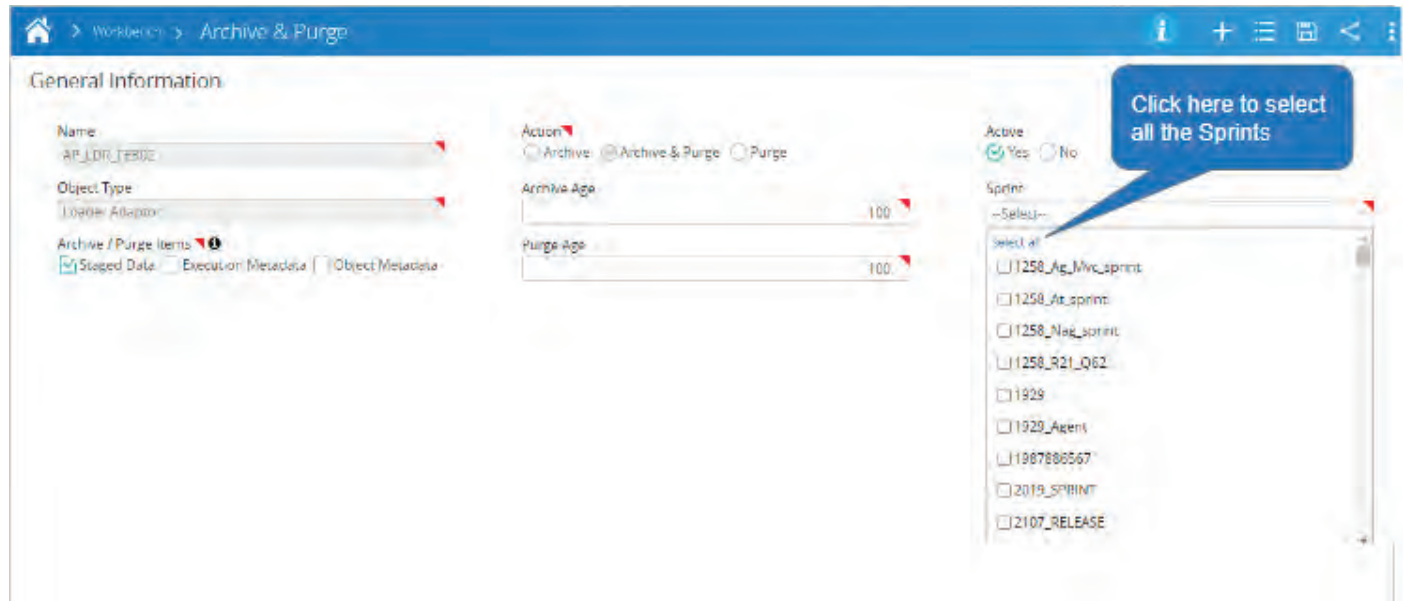 > Workbench > Archive & Purge
i
General Information
Name
Object Type
Loader Adaptor
Archive / Purge Items
Staged Data Execution Metadata Object Metadata
Action
Archive Archive & Purge Purge
Archive Age
100
Purge Age
100
Active
Yes No
Sprint
--Select--
select all
1258_Ag_Mvc_sprint
1258_At_sprint
1258_Nag_sprint
1258_R21_Q62
1929
1929_Agent
1987886567
2019_SPRINT
2107_RELEASE
Click here to select
all the Sprints